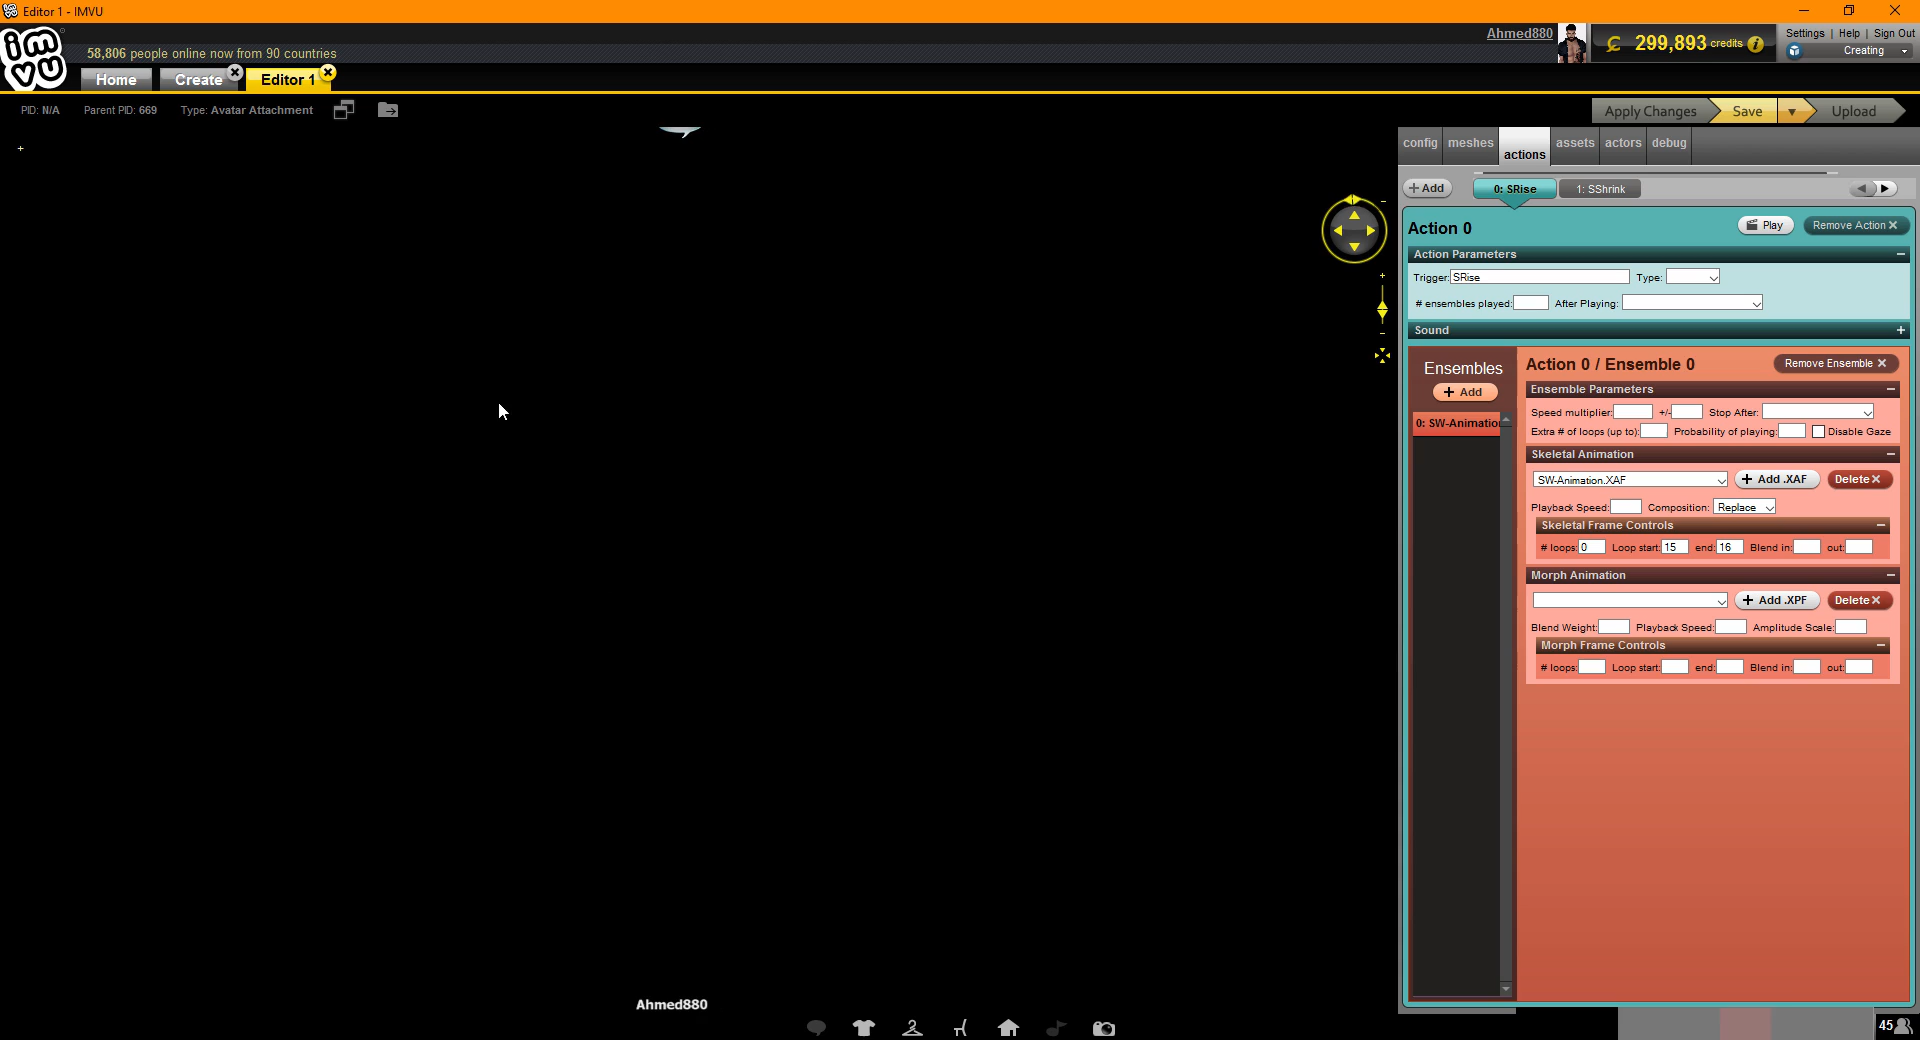 Editor 1 - IMVU
imvu
58,806 people online now from 90 countries
Ahmed880
299,893 credits
Settings | Help | Sign Out
Creating
Home
Create
Editor 1
PID: N/A
Parent PID: 669
Type: Avatar Attachment
Apply Changes
Save
Upload
config
meshes
actions
assets
actors
debug
+ Add
0: SRise
1: SShrink
Action 0
Play
Remove Action X
Action Parameters
Trigger: SRise
Type:
# ensembles played:
After Playing:
Sound
Ensembles
+ Add
0: SW-Animatio
Action 0 / Ensemble 0
Remove Ensemble X
Ensemble Parameters
Speed multiplier: +/- Stop After:
Extra # of loops (up to): Probability of playing: Disable Gaze
Skeletal Animation
SW-Animation.XAF
+ Add .XAF
Delete X
Playback Speed: Composition: Replace
Skeletal Frame Controls
# loops: 0 Loop start: 15 end: 16 Blend in: out:
Morph Animation
+ Add .XPF
Delete X
Blend Weight: Playback Speed: Amplitude Scale:
Morph Frame Controls
# loops: Loop start: end: Blend in: out:
Ahmed880
45